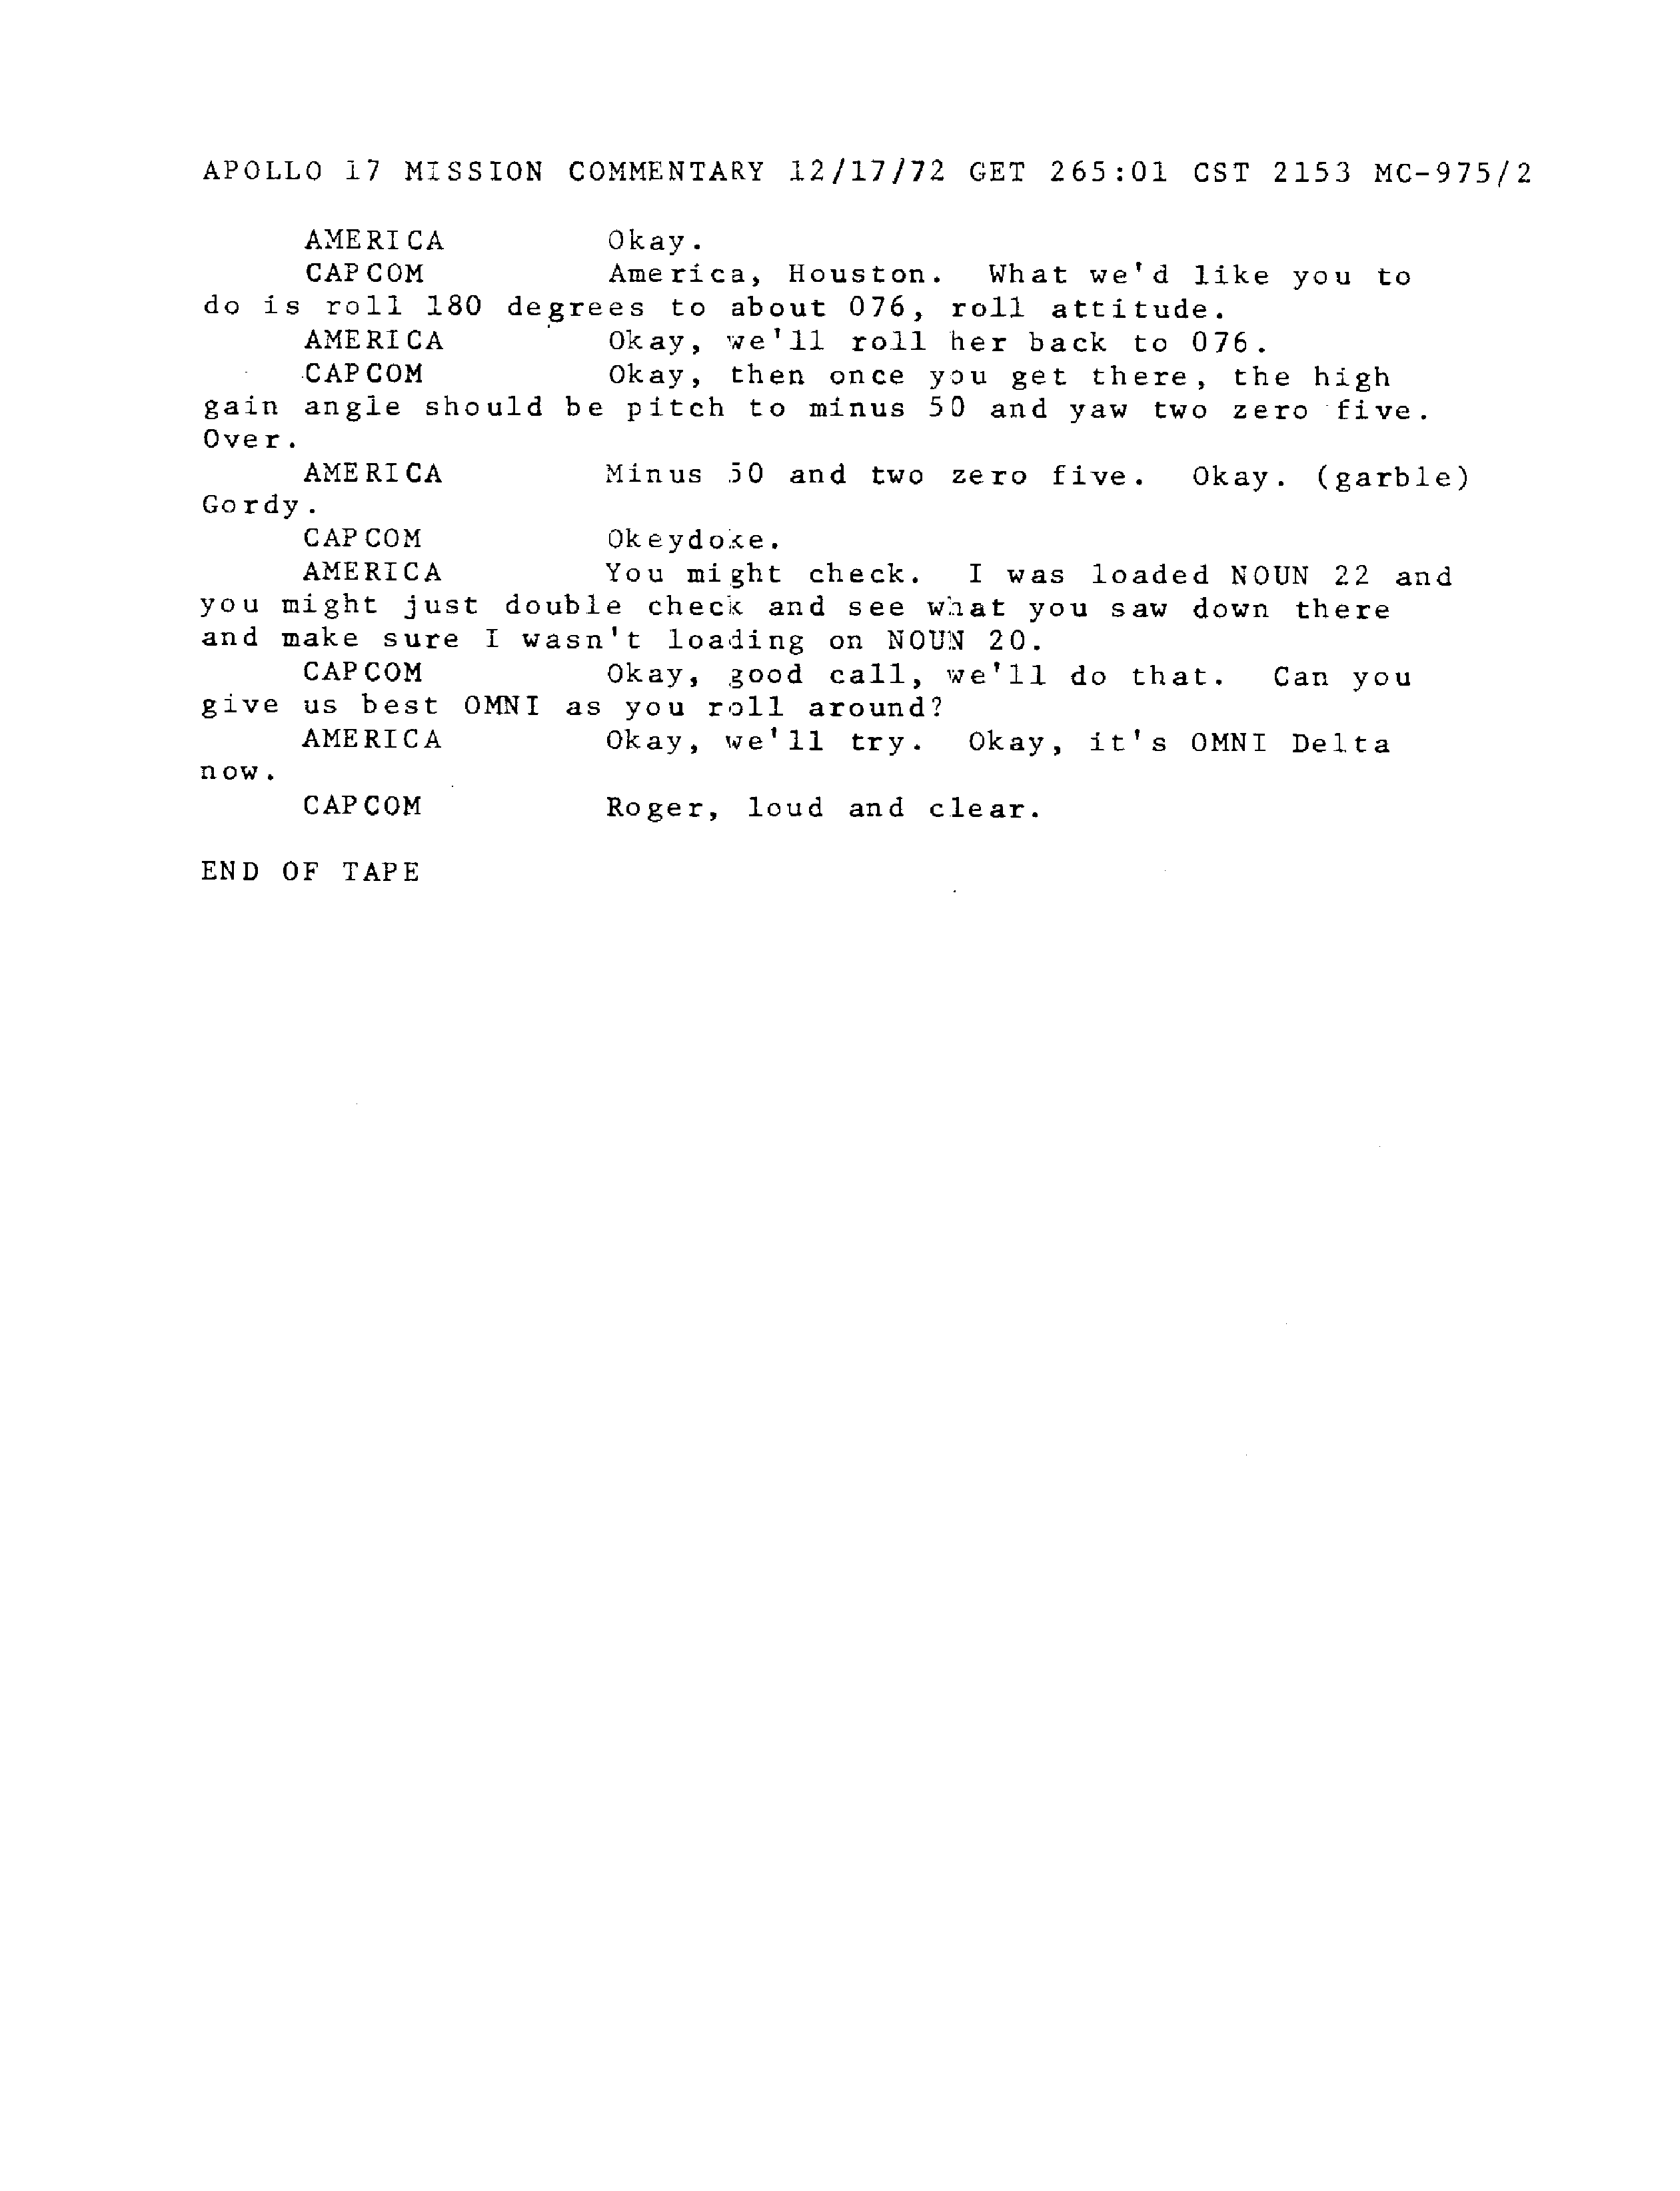 APOLLO 17 MISSION COMMENTARY 12/17/72 GET 265:01 CST 2153 MC-975/2
AMERICA Okay.
CAPCOM America, Houston. What we'd like you to
do is roll 180 degrees to about 076, roll attitude.
AMERICA Okay, we'll roll her back to 076.
CAPCOM Okay, then once you get there, the high
gain angle should be pitch to minus 50 and yaw two zero five.
Over.
AMERICA Minus 50 and two zero five. Okay. (garble)
Gordy.
CAPCOM Okeydoke.
AMERICA You might check. I was loaded NOUN 22 and
you might just double check and see what you saw down there
and make sure I wasn't loading on NOUN 20.
CAPCOM Okay, good call, we'll do that. Can you
give us best OMNI as you roll around?
AMERICA Okay, we'll try. Okay, it's OMNI Delta
now.
CAPCOM Roger, loud and clear.
END OF TAPE